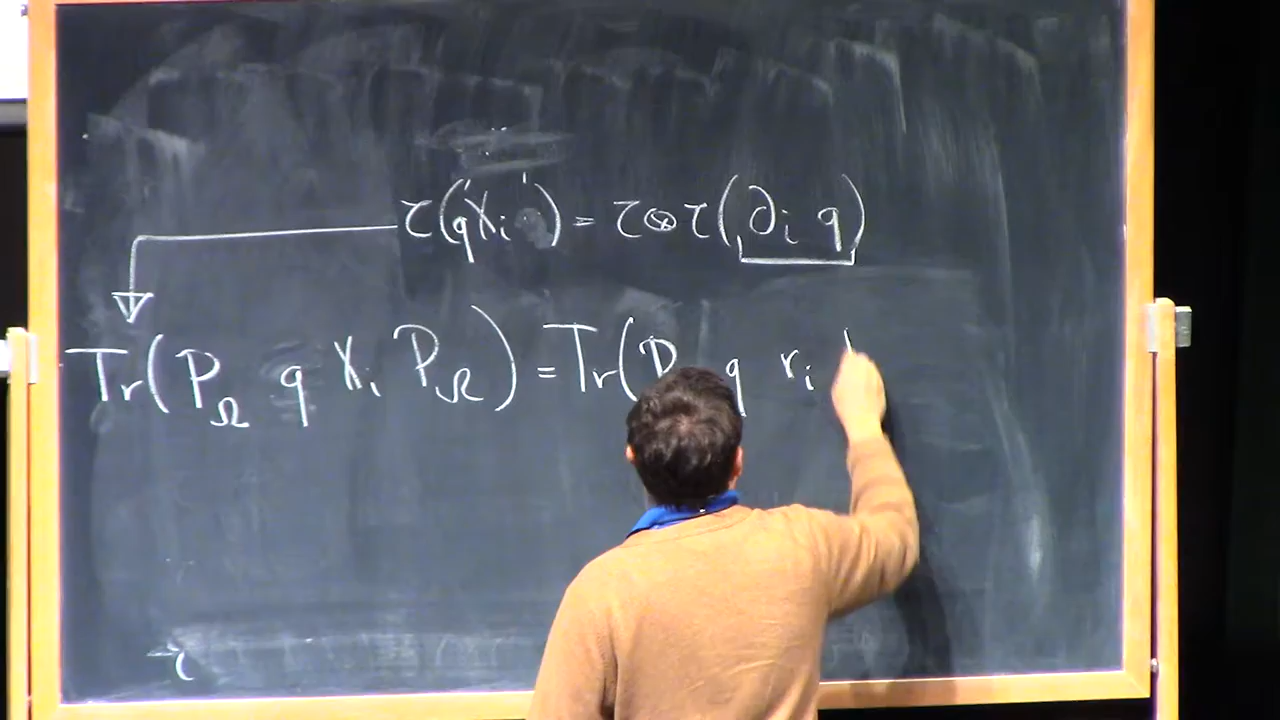 τ(qXᵢ) = τ⊗τ(∂ᵢ q)
Tr(P_Ω q Xᵢ P_Ω) = Tr(P q rᵢ
τ